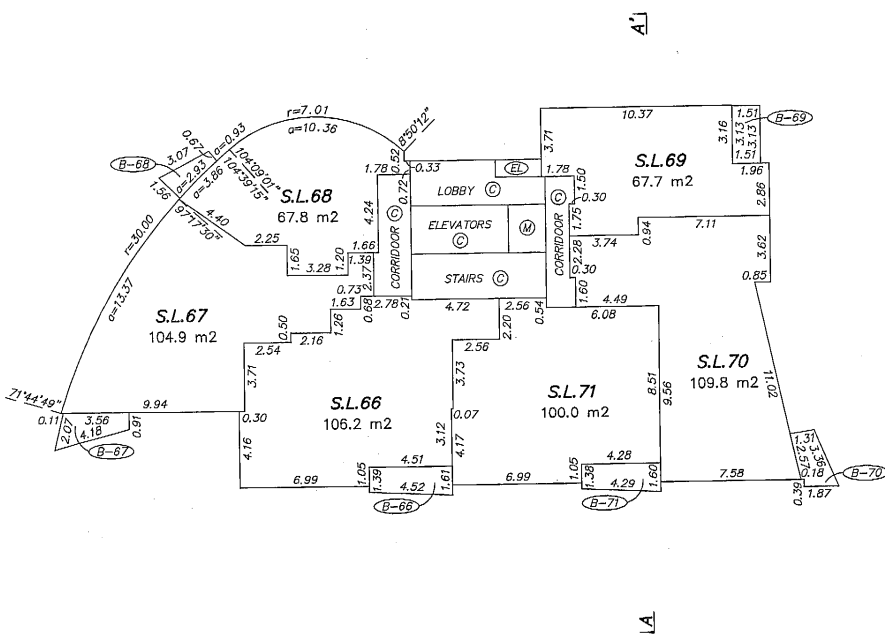 A'
r=7.01
a=10.36
8°50'12"
10.37
1.51
B-69
3.16
3.13
3.13
1.51
1.96
3.71
0.67
a=0.93
3.07
B-68
a=2.93
a=3.86
104°09'01"
104°39'15"
1.56
97°17'30"
0.52
0.33
1.78
0.72
EL
1.78
1.50
0.30
S.L.68
67.8 m2
S.L.69
67.7 m2
2.86
LOBBY C
4.40
4.24
CORRIDOR C
ELEVATORS
C
M
CORRIDOR C
1.75
r=30.00
2.25
1.65
3.28
1.20
1.66
1.39
2.37
3.74
0.94
7.11
3.62
2.28
0.30
STAIRS C
0.85
1.60
a=13.37
0.73
2.78
0.21
4.72
2.56
0.54
4.49
6.08
1.63
0.68
S.L.67
104.9 m2
0.50
1.26
2.16
2.54
2.20
2.56
3.71
3.73
S.L.70
109.8 m2
11.02
8.51
9.56
71°44'49"
9.94
0.30
S.L.66
106.2 m2
0.07
S.L.71
100.0 m2
0.11
3.56
2.07
4.18
0.91
B-67
4.16
3.12
4.17
1.31
3.36
2.57
0.18
B-70
4.51
4.28
1.05
1.39
6.99
4.52
1.61
6.99
1.05
1.38
4.29
1.60
7.58
0.39
1.87
B-66
B-71
A